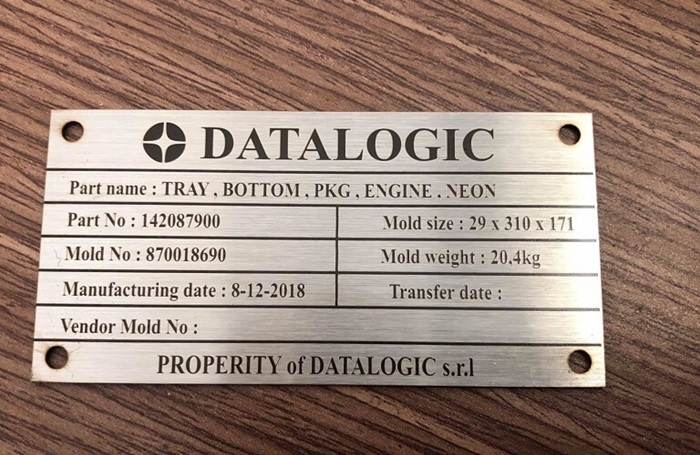 DATALOGIC
Part name : TRAY , BOTTOM , PKG , ENGINE . NEON
Part No : 142087900
Mold size : 29 x 310 x 171
Mold No : 870018690
Mold weight : 20,4kg
Manufacturing date : 8-12-2018
Transfer date :
Vendor Mold No :
PROPERITY of DATALOGIC s.r.l